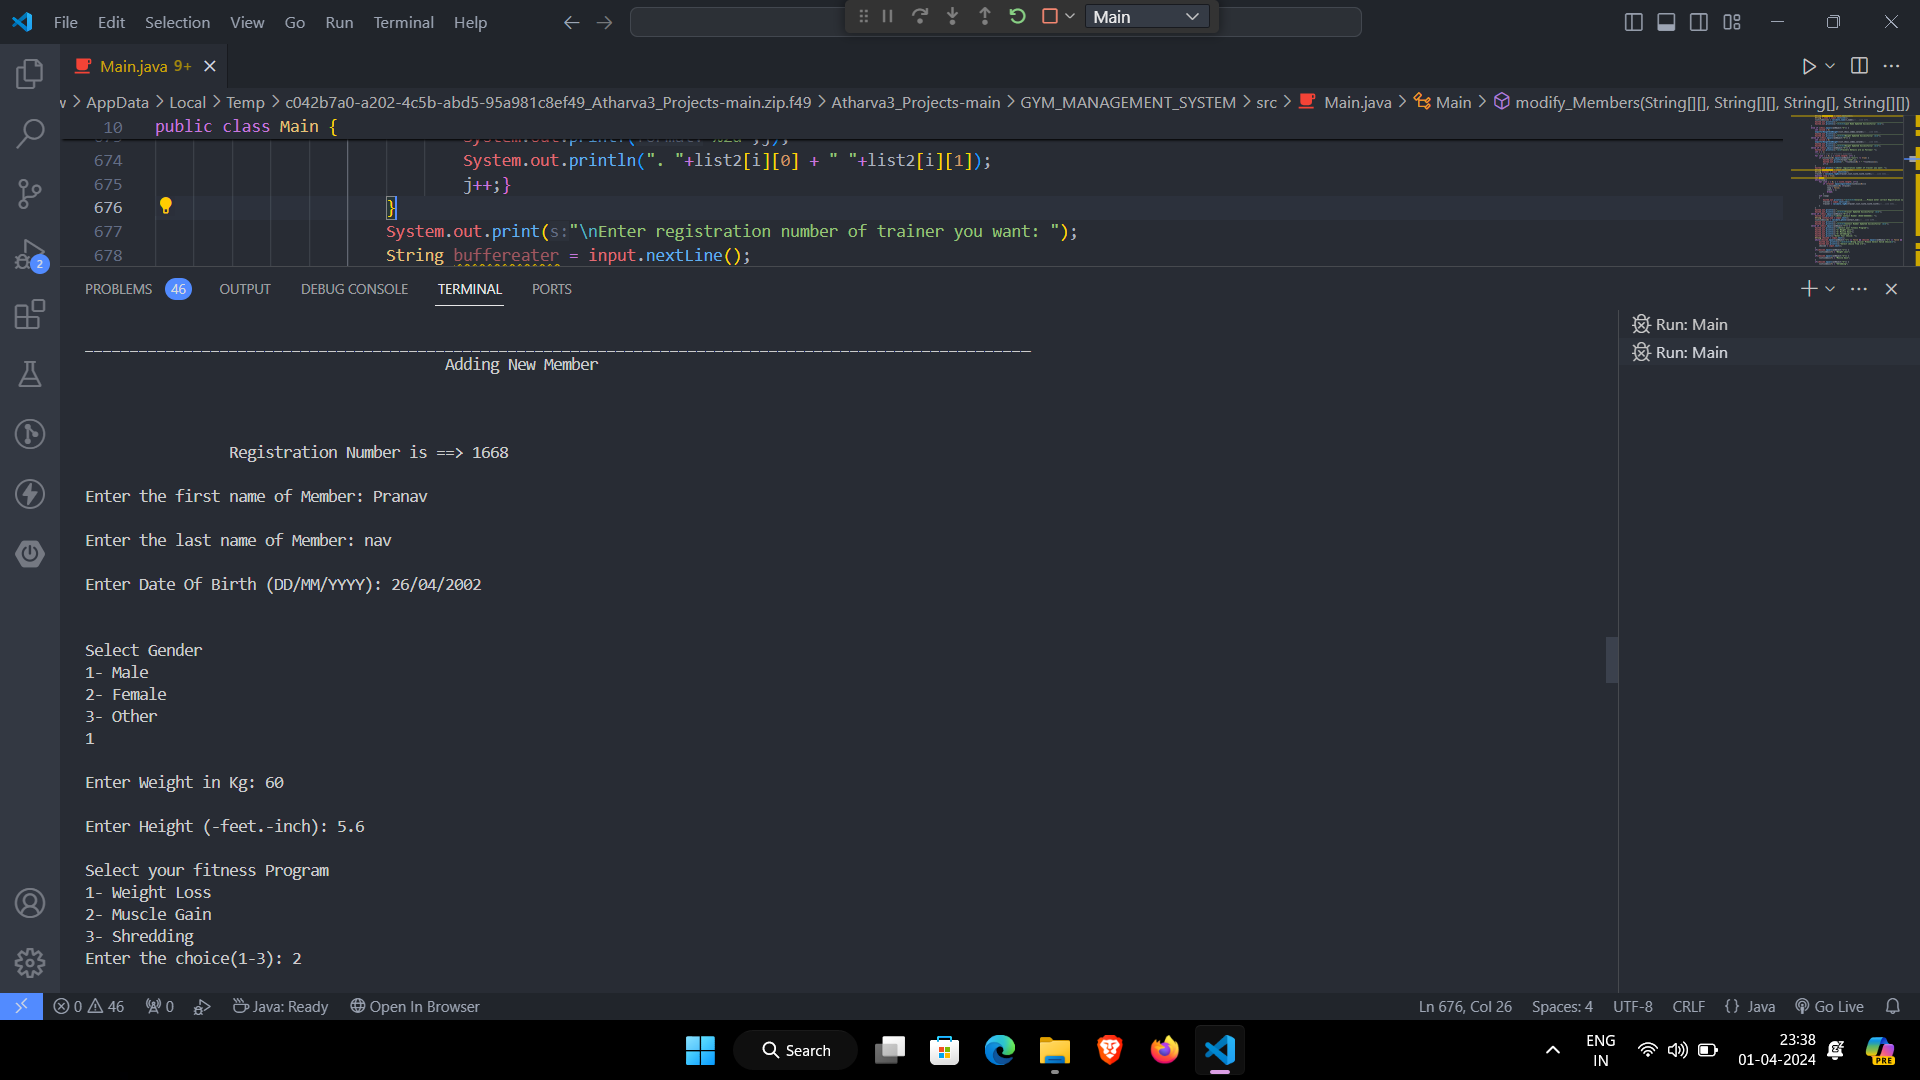 File Edit Selection View Go Run Terminal Help
Main
Main.java 9+
AppData > Local > Temp > c042b7a0-a202-4c5b-abd5-95a981c8ef49_Atharva3_Projects-main.zip.f49 > Atharva3_Projects-main > GYM_MANAGEMENT_SYSTEM > src > Main.java > Main > modify_Members(String[][], String[][], String[], String[][])
10 public class Main {
674 System.out.println(". "+list2[i][0] + " "+list2[i][1]);
675 j++;}
676 }
677 System.out.print(s:"\nEnter registration number of trainer you want: ");
678 String buffereater = input.nextLine();
2
PROBLEMS 46 OUTPUT DEBUG CONSOLE TERMINAL PORTS
Run: Main
Run: Main
Adding New Member
Registration Number is ==> 1668
Enter the first name of Member: Pranav
Enter the last name of Member: nav
Enter Date Of Birth (DD/MM/YYYY): 26/04/2002
Select Gender
1- Male
2- Female
3- Other
1
Enter Weight in Kg: 60
Enter Height (-feet.-inch): 5.6
Select your fitness Program
1- Weight Loss
2- Muscle Gain
3- Shredding
Enter the choice(1-3): 2
0 46 0 Java: Ready Open In Browser Ln 676, Col 26 Spaces: 4 UTF-8 CRLF {} Java Go Live
Search
ENG
IN
23:38
01-04-2024
PRE